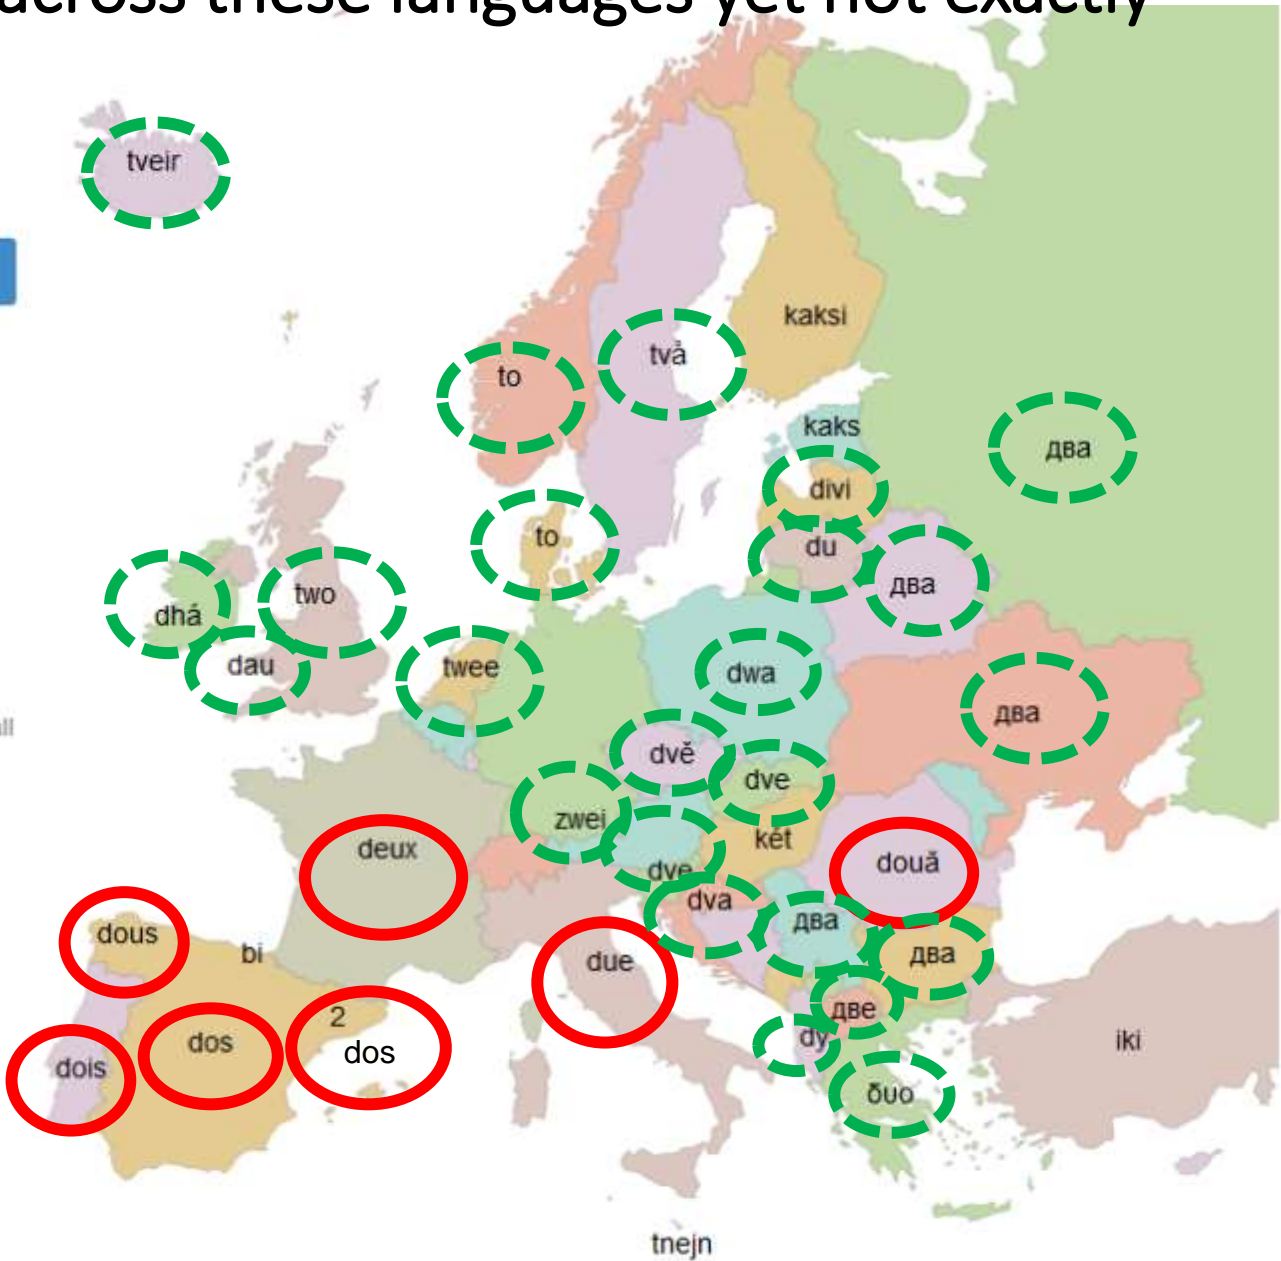 across these languages yet not exactly
tveir
kaksi
två
to
kaks
два
divi
to
du
два
two
dhá
dau
twee
dwa
два
dvě
dve
zwei
két
deux
două
dve
dva
два
dous
bi
два
due
две
2
dy
iki
dos
dos
dois
δυο
tnejn